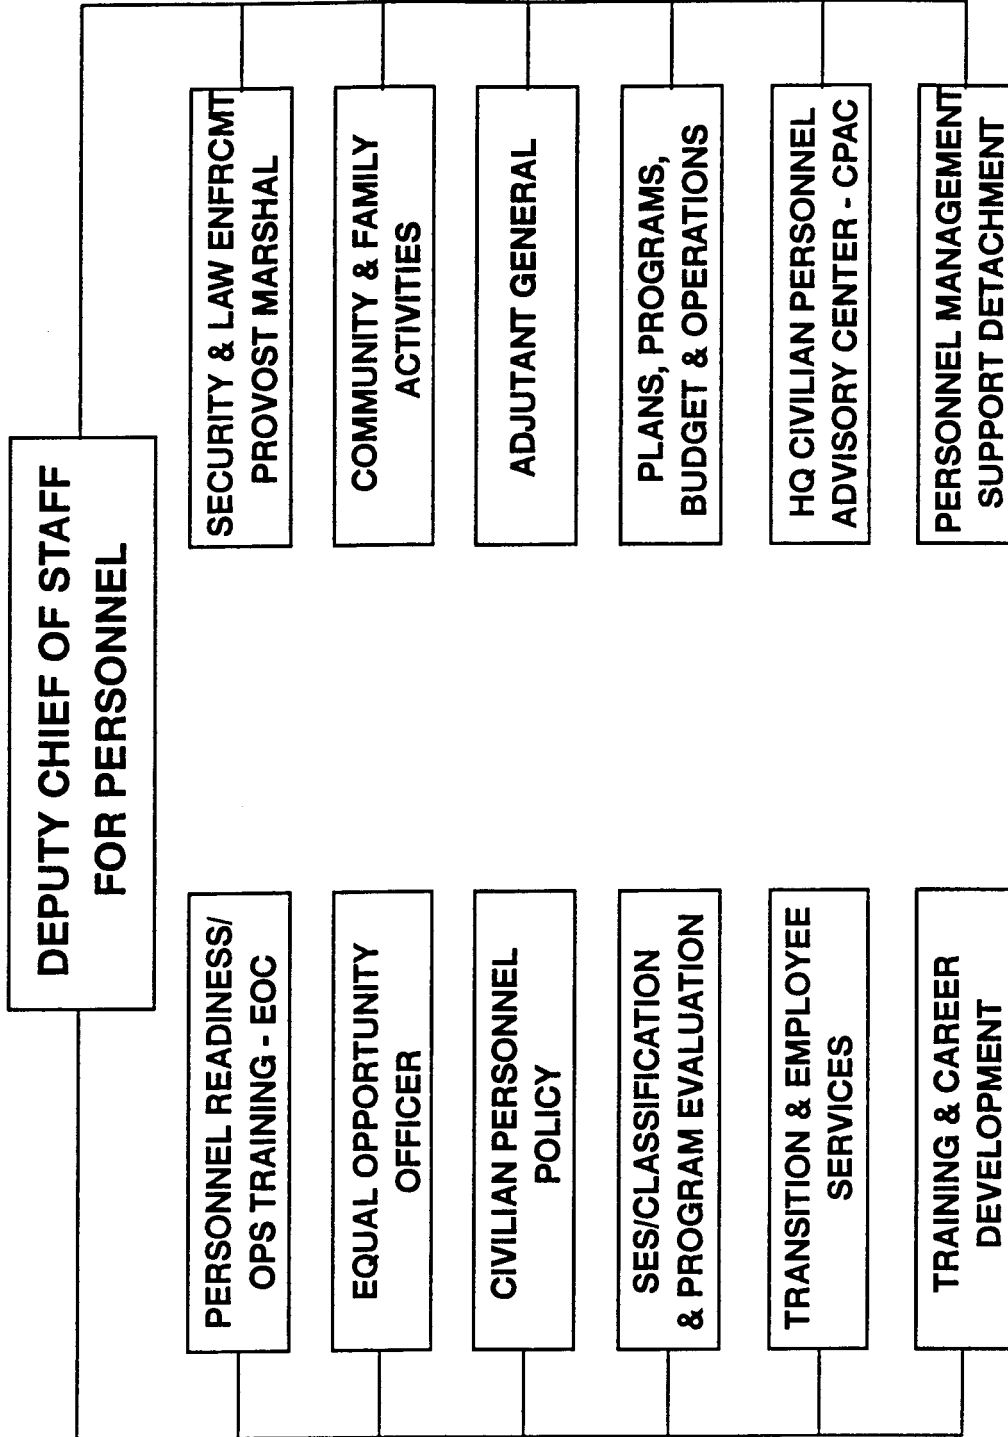 DEPUTY CHIEF OF STAFF
FOR PERSONNEL
PERSONNEL READINESS/
OPS TRAINING - EOC
EQUAL OPPORTUNITY
OFFICER
CIVILIAN PERSONNEL
POLICY
SES/CLASSIFICATION
& PROGRAM EVALUATION
TRANSITION & EMPLOYEE
SERVICES
TRAINING & CAREER
DEVELOPMENT
SECURITY & LAW ENFRCMT
PROVOST MARSHAL
COMMUNITY & FAMILY
ACTIVITIES
ADJUTANT GENERAL
PLANS, PROGRAMS,
BUDGET & OPERATIONS
HQ CIVILIAN PERSONNEL
ADVISORY CENTER - CPAC
PERSONNEL MANAGEMENT
SUPPORT DETACHMENT